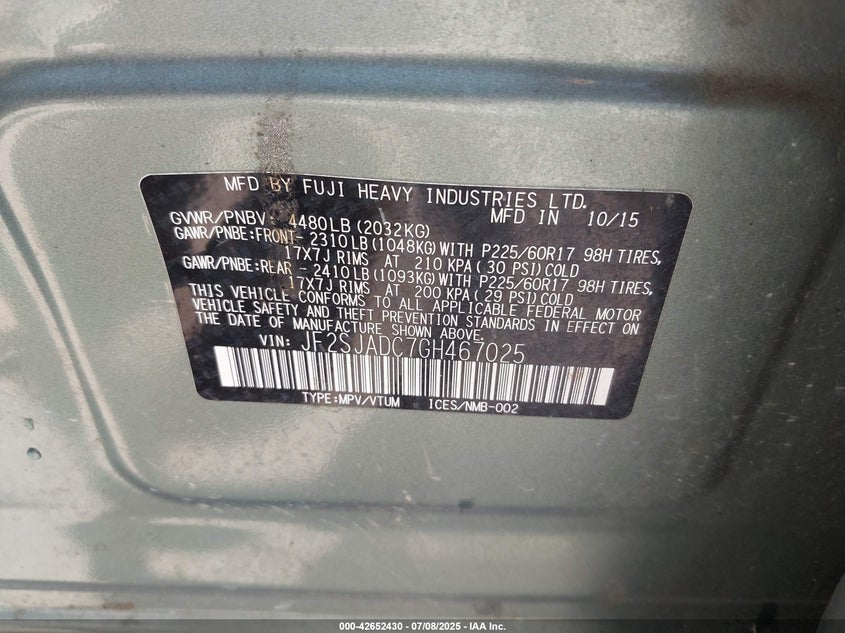 MFD BY FUJI HEAVY INDUSTRIES LTD.
GVWR/PNBV: 4480LB (2032KG) MFD IN 10/15
GAWR/PNBE:FRONT- 2310LB (1048KG) WITH P225/60R17 98H TIRES,
17X7J RIMS AT 210 KPA (30 PSI) COLD
GAWR/PNBE:REAR - 2410LB (1093KG) WITH P225/60R17 98H TIRES,
17X7J RIMS AT 200 KPA (29 PSI) COLD
THIS VEHICLE CONFORMS TO ALL APPLICABLE FEDERAL MOTOR
VEHICLE SAFETY AND THEFT PREVENTION STANDARDS IN EFFECT ON
THE DATE OF MANUFACTURE SHOWN ABOVE.
VIN: JF2SJADC7GH467025
TYPE:MPV/VTUM ICES/NMB-002
000-42652430 - 07/08/2025 - IAA Inc.